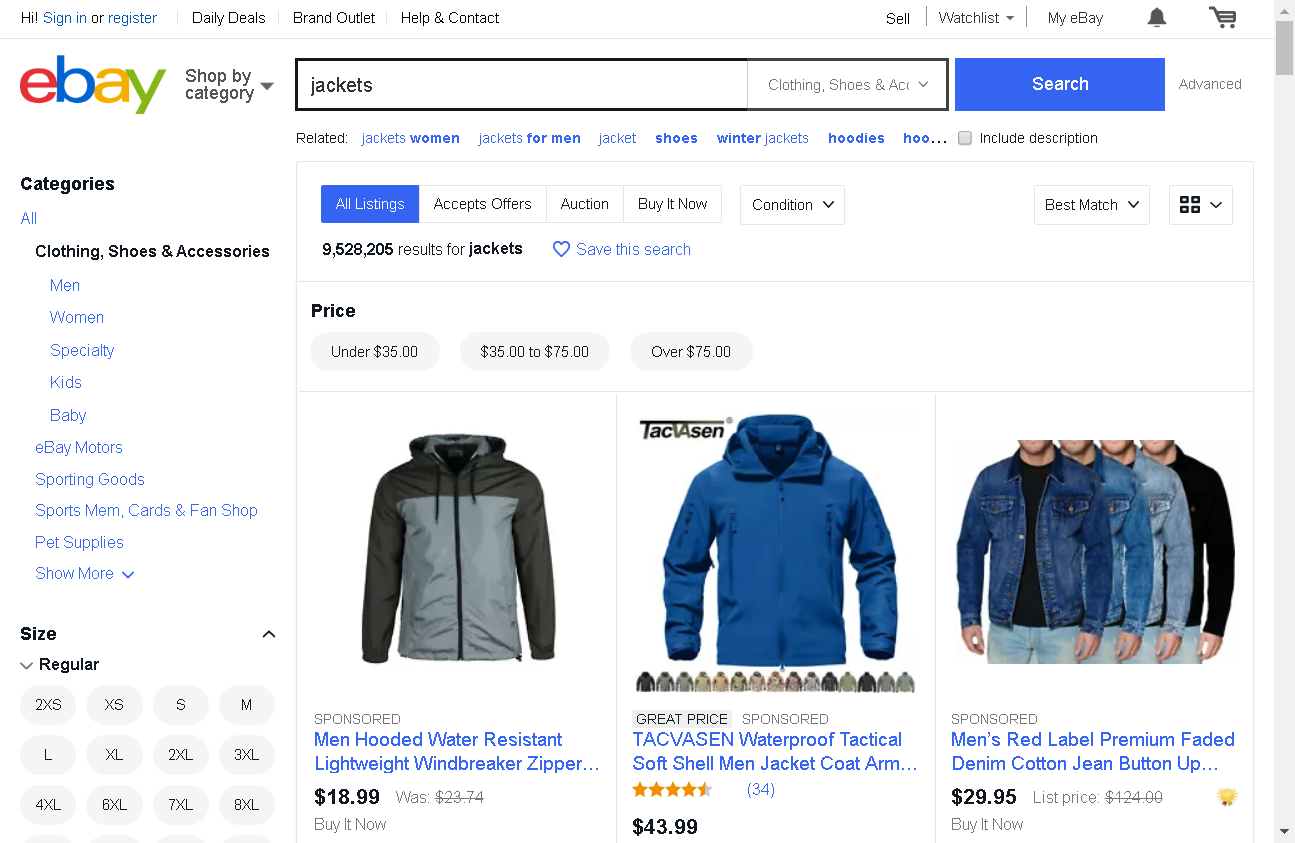 Hi! Sign in or register
Daily Deals
Brand Outlet
Help & Contact
Sell
Watchlist
My eBay
ebay
Shop by
category
jackets
Clothing, Shoes & Acc
Search
Advanced
Related: jackets women jackets for men jacket shoes winter jackets hoodies hoo...
Include description
Categories
All
Clothing, Shoes & Accessories
Men
Women
Specialty
Kids
Baby
eBay Motors
Sporting Goods
Sports Mem, Cards & Fan Shop
Pet Supplies
Show More
Size
Regular
2XS XS S M
L XL 2XL 3XL
4XL 6XL 7XL 8XL
All Listings
Accepts Offers
Auction
Buy It Now
Condition
Best Match
9,528,205 results for jackets
Save this search
Price
Under $35.00
$35.00 to $75.00
Over $75.00
SPONSORED
Men Hooded Water Resistant
Lightweight Windbreaker Zipper...
$18.99 Was: $23.74
Buy It Now
TACVASEN®
GREAT PRICE SPONSORED
TACVASEN Waterproof Tactical
Soft Shell Men Jacket Coat Arm...
(34)
$43.99
SPONSORED
Men's Red Label Premium Faded
Denim Cotton Jean Button Up...
$29.95 List price: $124.00
Buy It Now